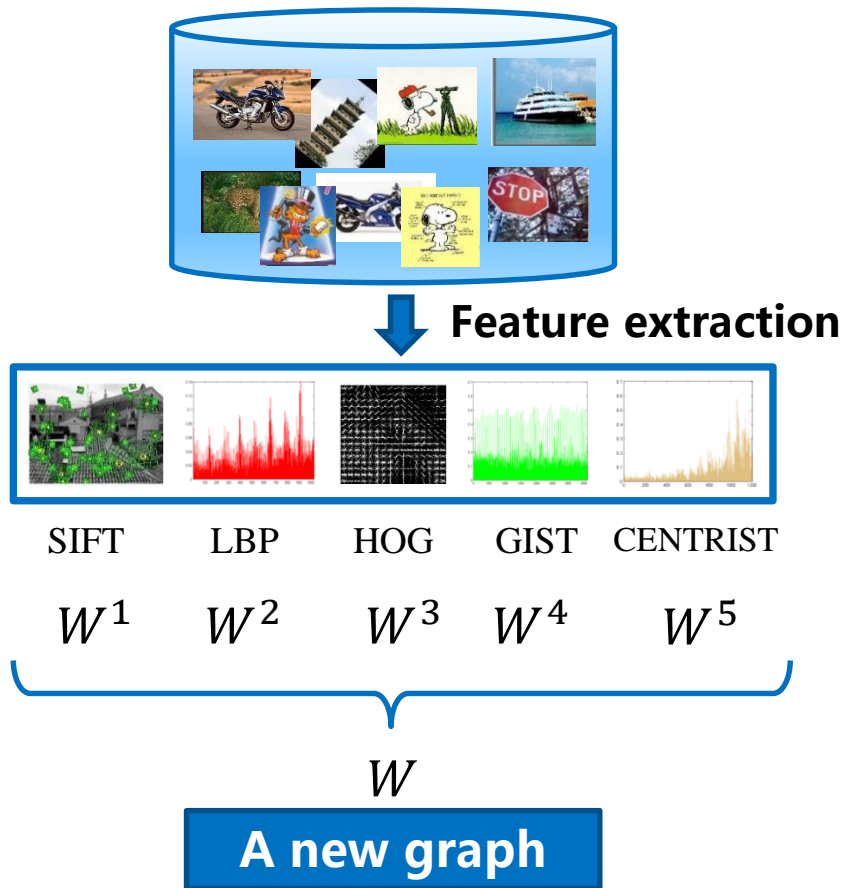 STOP
Feature extraction
SIFT LBP HOG GIST CENTRIST
W¹ W² W³ W⁴ W⁵
W
A new graph